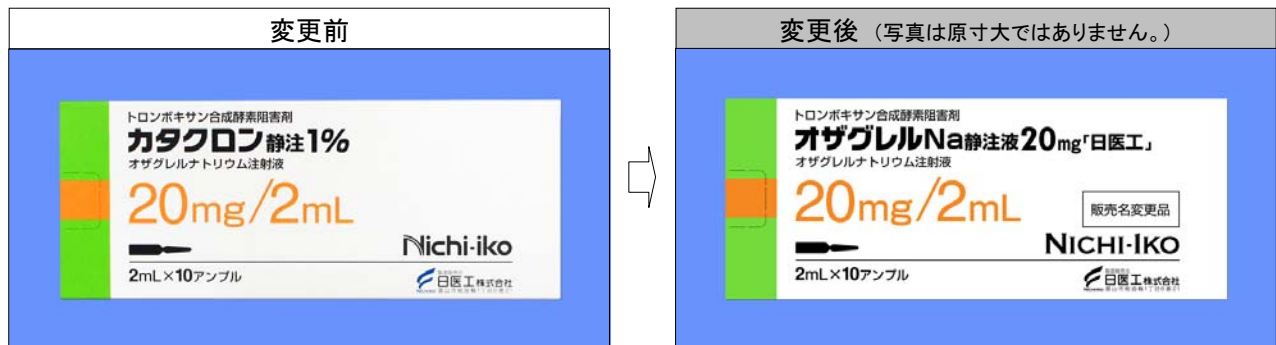 変更前
トロンボキサン合成酵素阻害剤
カタクロン静注1%
オザグレルナトリウム注射液
20mg/2mL
Nichi-iko
2mL×10アンプル
日医工株式会社
変更後 (写真は原寸大ではありません。)
トロンボキサン合成酵素阻害剤
オザグレルNa静注液20mg「日医工」
オザグレルナトリウム注射液
20mg/2mL
販売名変更品
NICHI-IKO
2mL×10アンプル
日医工株式会社